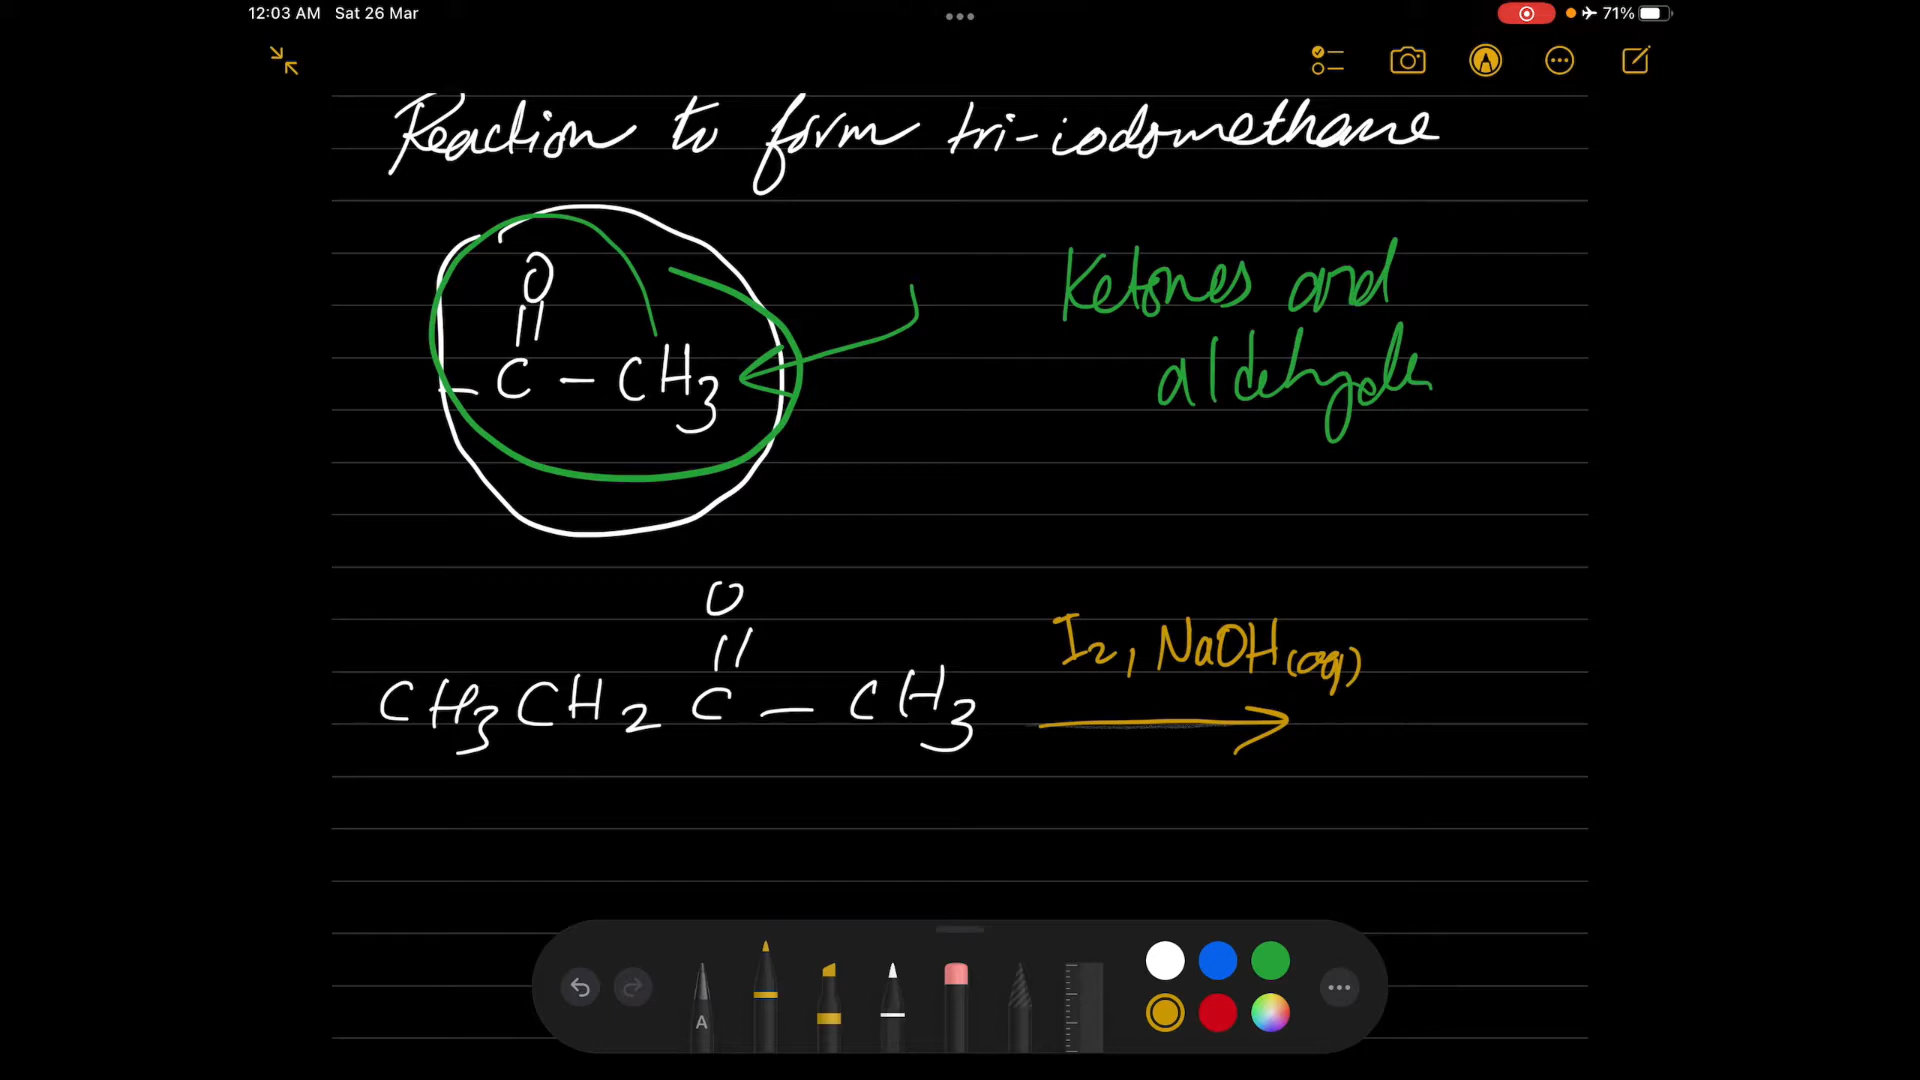 12:03 AM Sat 26 Mar
71%
Reaction to form tri-iodomethane
O
||
– C – CH3
Ketones and
aldehyde
O
||
CH3CH2C – CH3
I2, NaOH(aq)
A